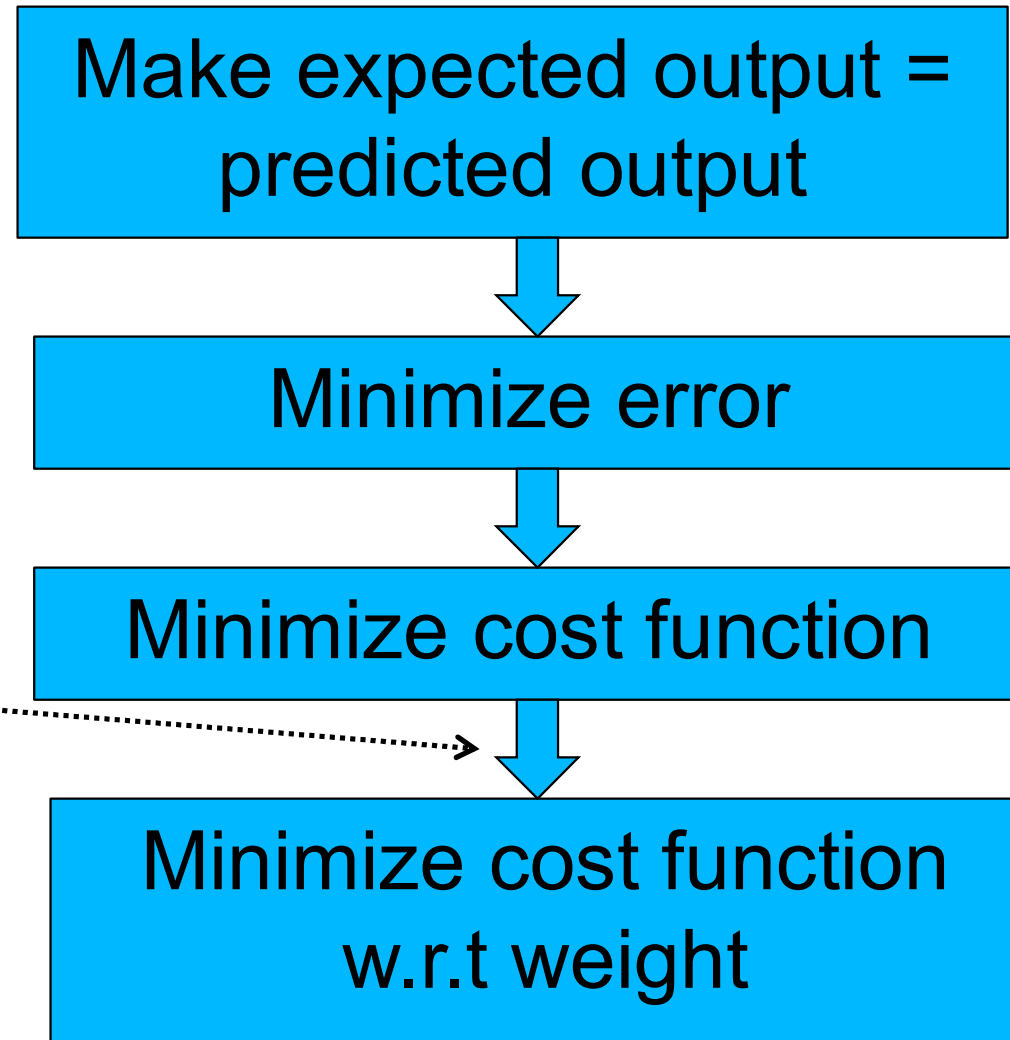 Make expected output =
predicted output
Minimize error
Minimize cost function
Minimize cost function
w.r.t weight